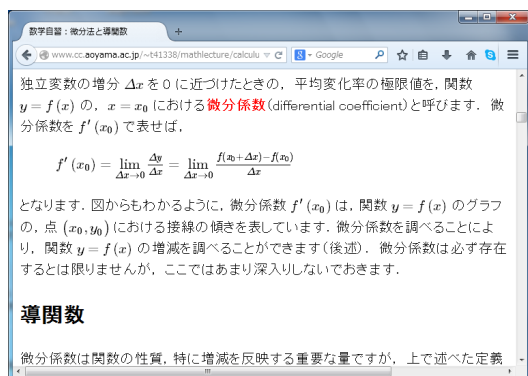 数学自習：微分法と導関数
www.cc.aoyama.ac.jp/~t41338/mathlecture/calculu
Google
独立変数の増分 Δx を 0 に近づけたときの，平均変化率の極限値を，関数
y = f (x) の，x = x₀ における微分係数(differential coefficient)と呼びます．微
分係数を f′ (x₀) で表せば，
f′ (x₀) = lim_{Δx→0} Δy/Δx = lim_{Δx→0} f(x₀+Δx)−f(x₀)/Δx
となります．図からもわかるように，微分係数 f′ (x₀) は，関数 y = f (x) のグラフ
の，点 (x₀, y₀) における接線の傾きを表しています．微分係数を調べることによ
り，関数 y = f (x) の増減を調べることができます(後述)．微分係数は必ず存在
するとは限りませんが，ここではあまり深入りしないでおきます．
導関数
微分係数は関数の性質，特に増減を反映する重要な量ですが，上で述べた定義